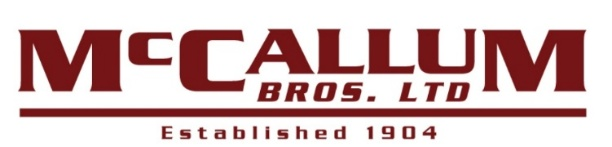 McCALLUM
BROS. LTD
Established 1904